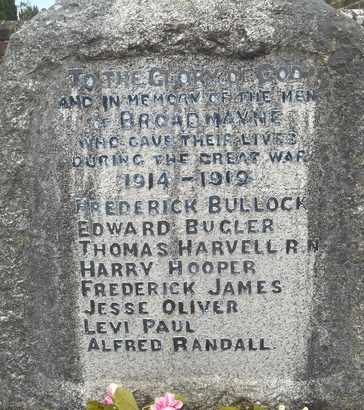 TO THE GLORY OF GOD
AND IN MEMORY OF THE MEN
OF BROADMAYNE
WHO GAVE THEIR LIVES
DURING THE GREAT WAR
1914-1919
FREDERICK BULLOCK
EDWARD BUGLER
THOMAS HARVELL R.N
HARRY HOOPER
FREDERICK JAMES
JESSE OLIVER
LEVI PAUL
ALFRED RANDALL